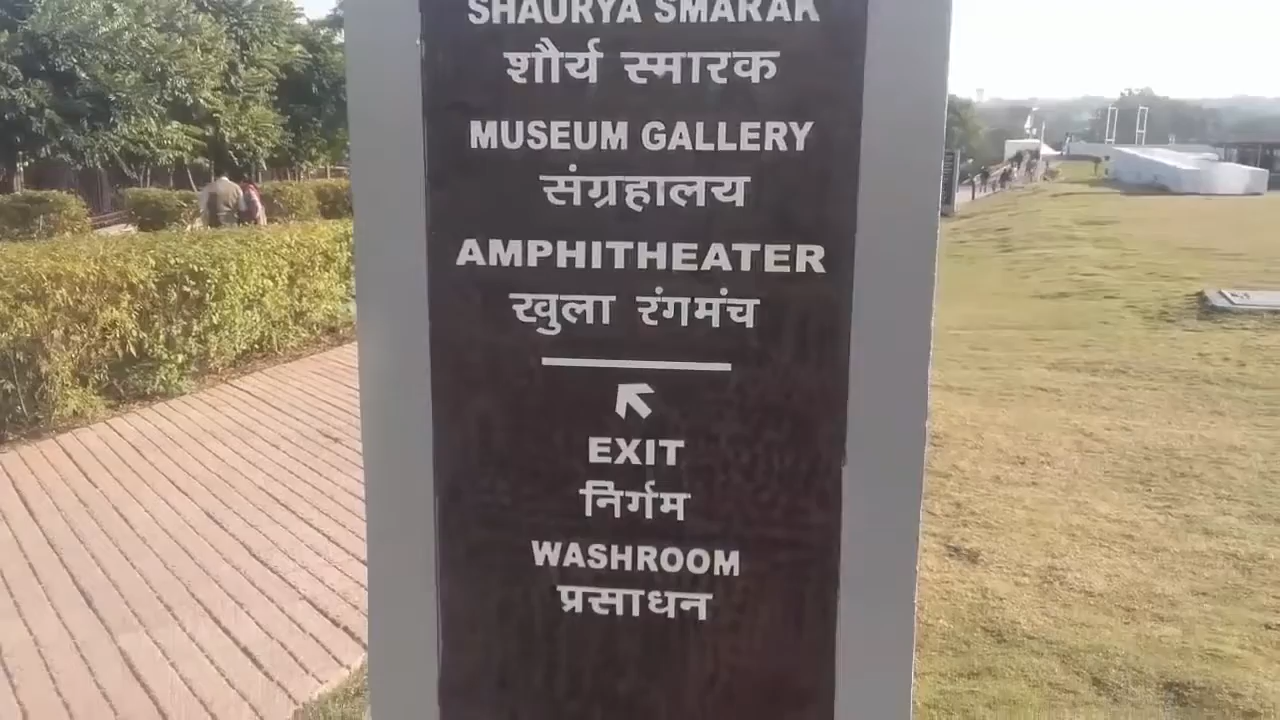 SHAURYA SMARAK
शौर्य स्मारक
MUSEUM GALLERY
संग्रहालय
AMPHITHEATER
खुला रंगमंच
EXIT
निर्गम
WASHROOM
प्रसाधन